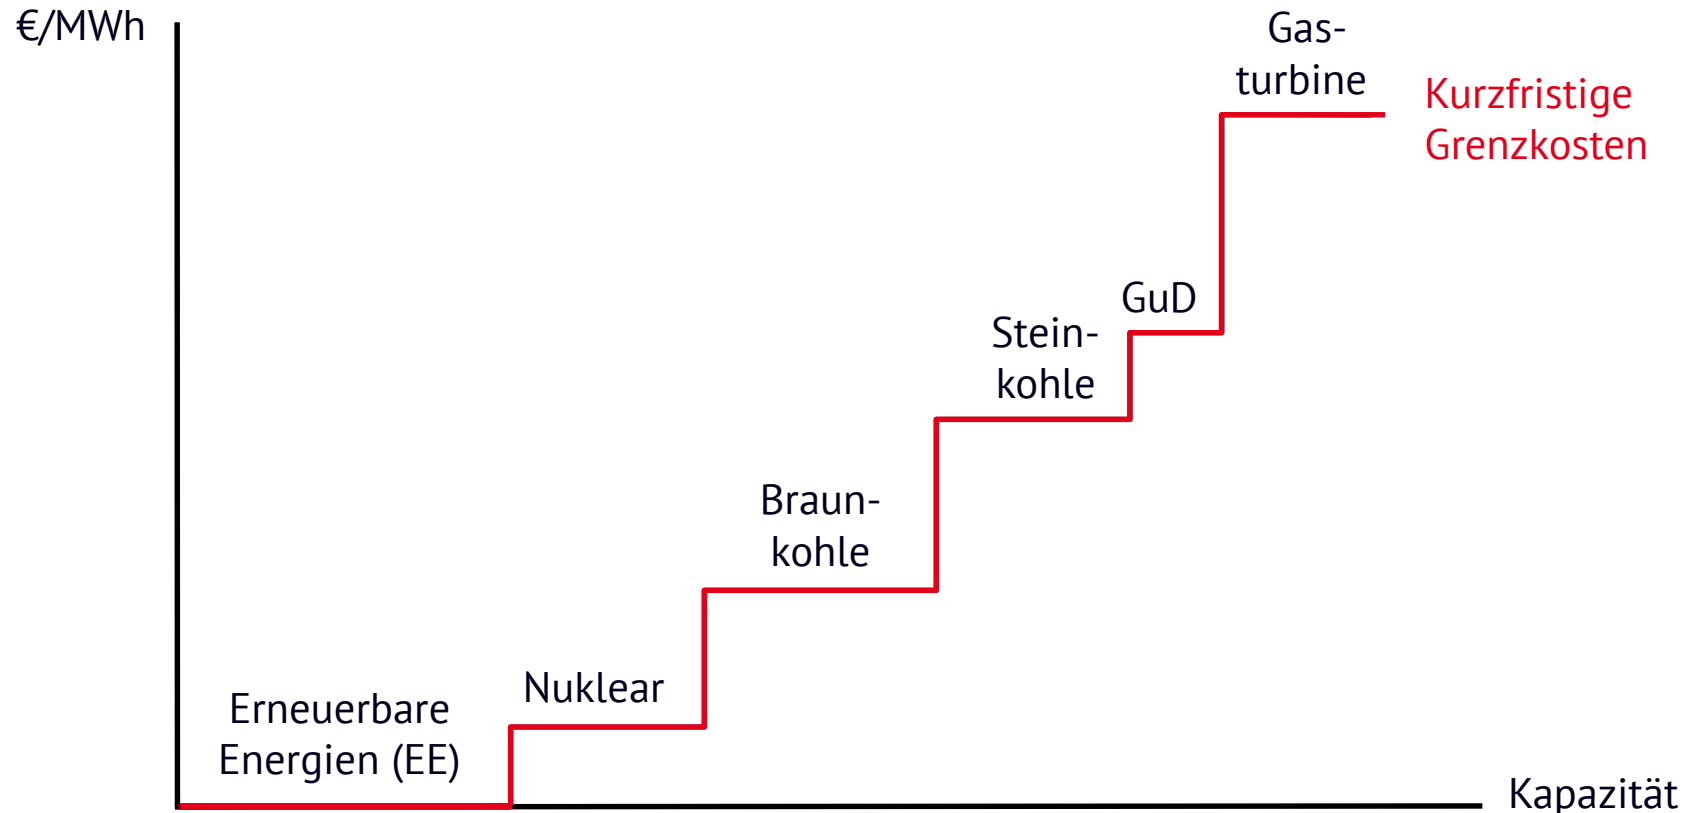 €/MWh
Gas-
turbine
Kurzfristige
Grenzkosten
GuD
Stein-
kohle
Braun-
kohle
Nuklear
Erneuerbare
Energien (EE)
Kapazität